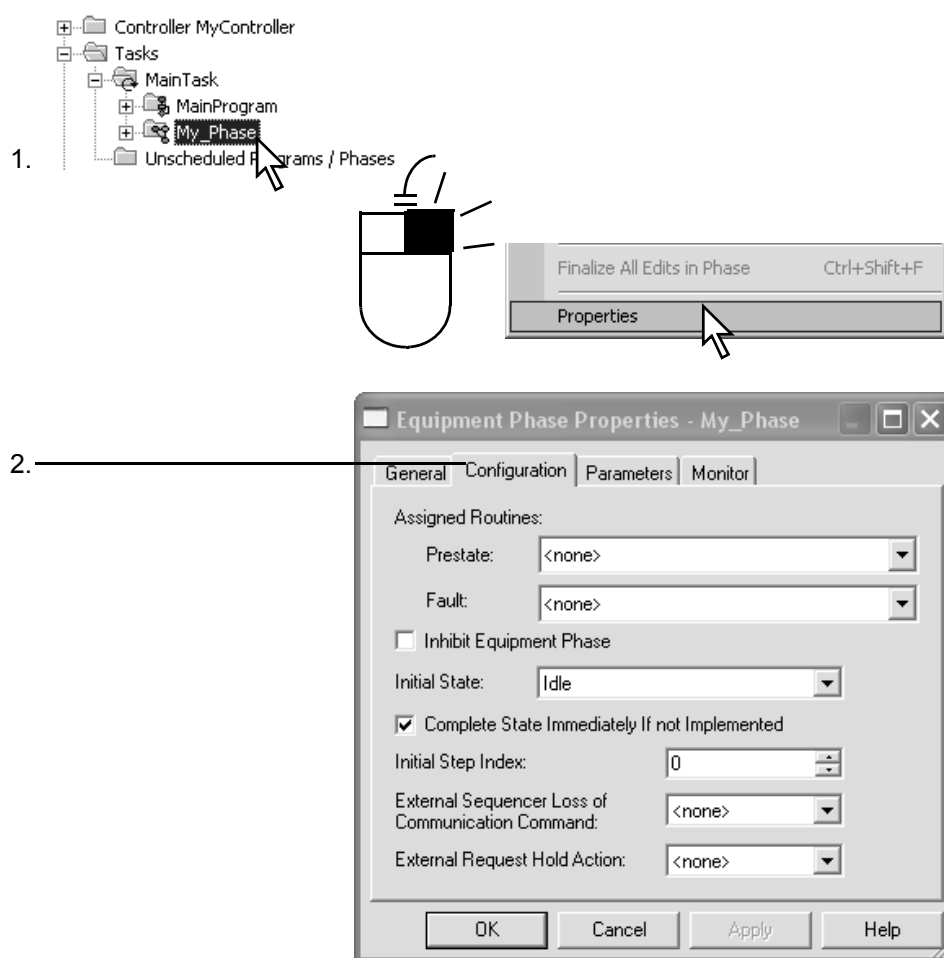 Controller MyController
Tasks
MainTask
MainProgram
My_Phase
1.
Unscheduled Programs / Phases
Finalize All Edits in Phase Ctrl+Shift+F
Properties
Equipment Phase Properties - My_Phase
2.
General Configuration Parameters Monitor
Assigned Routines:
Prestate: <none>
Fault: <none>
Inhibit Equipment Phase
Initial State: Idle
Complete State Immediately If not Implemented
Initial Step Index: 0
External Sequencer Loss of
Communication Command: <none>
External Request Hold Action: <none>
OK Cancel Apply Help